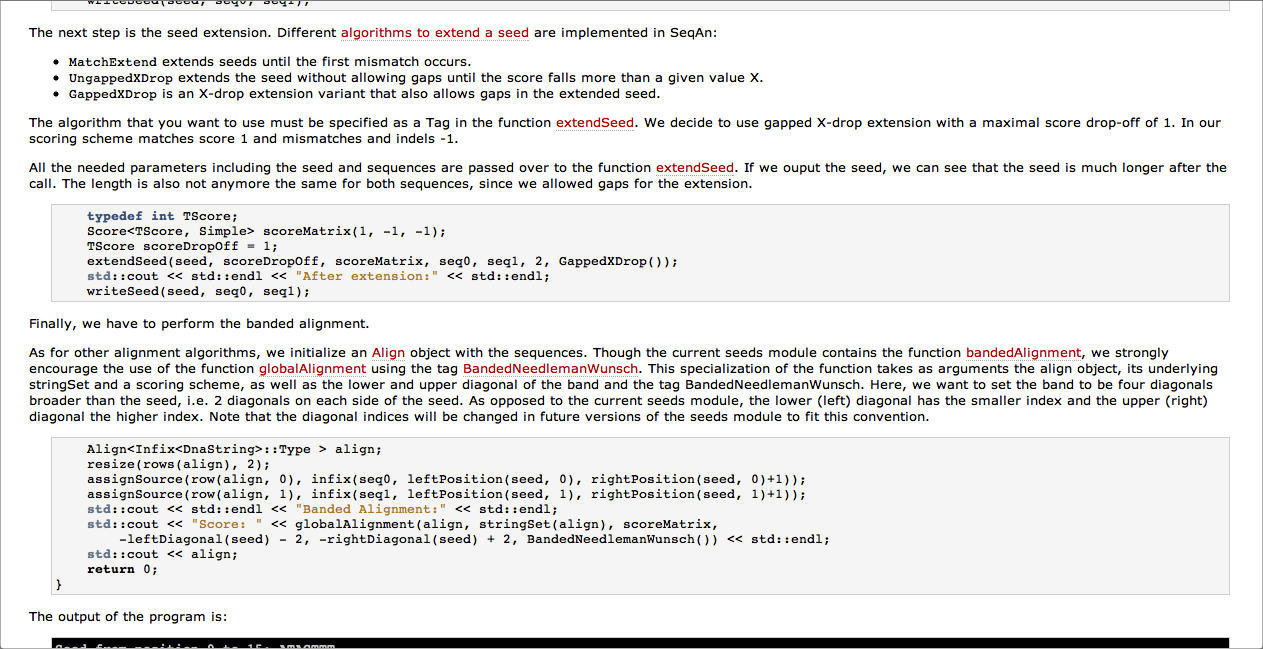 The next step is the seed extension. Different algorithms to extend a seed are implemented in SeqAn:
• MatchExtend extends seeds until the first mismatch occurs.
• UngappedXDrop extends the seed without allowing gaps until the score falls more than a given value X.
• GappedXDrop is an X-drop extension variant that also allows gaps in the extended seed.
The algorithm that you want to use must be specified as a Tag in the function extendSeed. We decide to use gapped X-drop extension with a maximal score drop-off of 1. In our
scoring scheme matches score 1 and mismatches and indels -1.
All the needed parameters including the seed and sequences are passed over to the function extendSeed. If we ouput the seed, we can see that the seed is much longer after the
call. The length is also not anymore the same for both sequences, since we allowed gaps for the extension.
typedef int TScore;
Score<TScore, Simple> scoreMatrix(1, -1, -1);
TScore scoreDropOff = 1;
extendSeed(seed, scoreDropOff, scoreMatrix, seq0, seq1, 2, GappedXDrop());
std::cout << std::endl << "After extension:" << std::endl;
writeSeed(seed, seq0, seq1);
Finally, we have to perform the banded alignment.
As for other alignment algorithms, we initialize an Align object with the sequences. Though the current seeds module contains the function bandedAlignment, we strongly
encourage the use of the function globalAlignment using the tag BandedNeedlemanWunsch. This specialization of the function takes as arguments the align object, its underlying
stringSet and a scoring scheme, as well as the lower and upper diagonal of the band and the tag BandedNeedlemanWunsch. Here, we want to set the band to be four diagonals
broader than the seed, i.e. 2 diagonals on each side of the seed. As opposed to the current seeds module, the lower (left) diagonal has the smaller index and the upper (right)
diagonal the higher index. Note that the diagonal indices will be changed in future versions of the seeds module to fit this convention.
Align<Infix<DnaString>::Type > align;
resize(rows(align), 2);
assignSource(row(align, 0), infix(seq0, leftPosition(seed, 0), rightPosition(seed, 0)+1));
assignSource(row(align, 1), infix(seq1, leftPosition(seed, 1), rightPosition(seed, 1)+1));
std::cout << std::endl << "Banded Alignment:" << std::endl;
std::cout << "Score: " << globalAlignment(align, stringSet(align), scoreMatrix,
-leftDiagonal(seed) - 2, -rightDiagonal(seed) + 2, BandedNeedlemanWunsch()) << std::endl;
std::cout << align;
return 0;
}
The output of the program is: